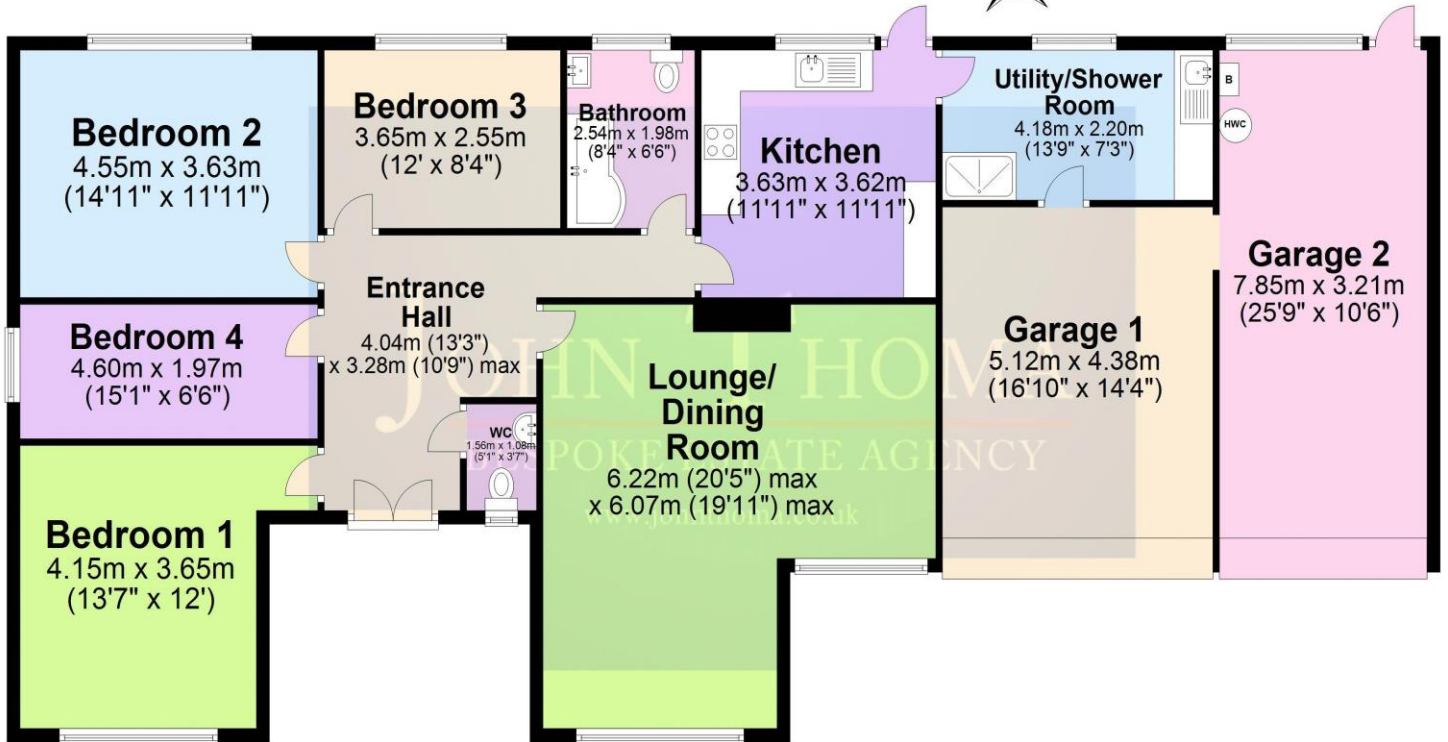 Bedroom 2
4.55m x 3.63m
(14'11" x 11'11")
Bedroom 3
3.65m x 2.55m
(12' x 8'4")
Bathroom
2.54m x 1.98m
(8'4" x 6'6")
Kitchen
3.63m x 3.62m
(11'11" x 11'11")
Utility/Shower
Room
4.18m x 2.20m
(13'9" x 7'3")
B
HWC
Garage 2
7.85m x 3.21m
(25'9" x 10'6")
Entrance
Hall
4.04m (13'3")
x 3.28m (10'9") max
Bedroom 4
4.60m x 1.97m
(15'1" x 6'6")
Garage 1
5.12m x 4.38m
(16'10" x 14'4")
Lounge/
Dining
Room
6.22m (20'5") max
x 6.07m (19'11") max
WC
1.56m x 1.08m
(5'1" x 3'7")
Bedroom 1
4.15m x 3.65m
(13'7" x 12')
JOHN THOMA
BESPOKE ESTATE AGENCY
www.johnthoma.co.uk